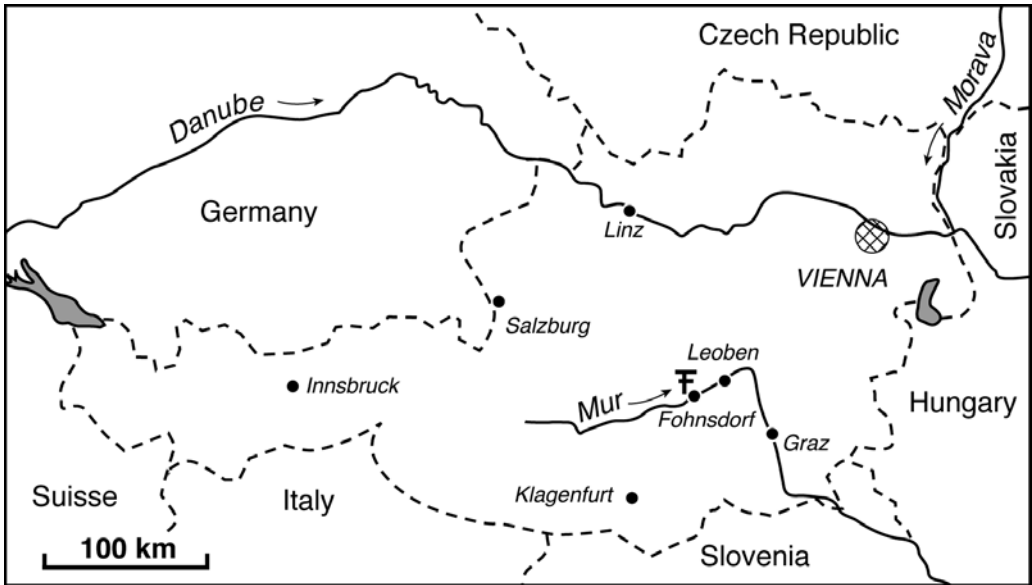 Czech Republic
Danube
Morava
Slovakia
Germany
Linz
VIENNA
Salzburg
Leoben
Innsbruck
Mur
Fohnsdorf
Hungary
Graz
Suisse
Italy
Klagenfurt
100 km
Slovenia